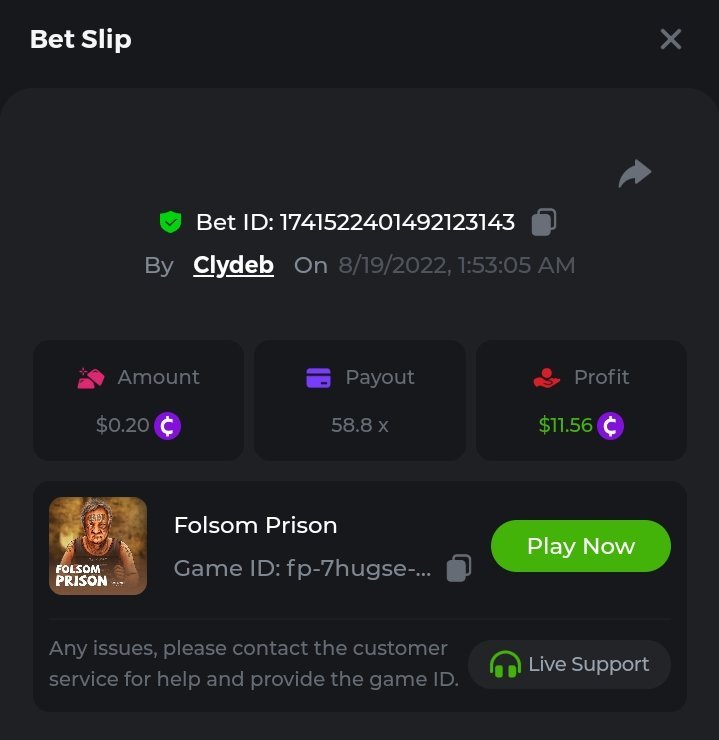 Bet Slip
Bet ID: 1741522401492123143
By Clydeb On 8/19/2022, 1:53:05 AM
Amount Payout Profit
$0.20 58.8 x $11.56
Folsom Prison
Game ID: fp-7hugse-...
Play Now
FOLSOM
PRISON
Any issues, please contact the customer
service for help and provide the game ID.
Live Support